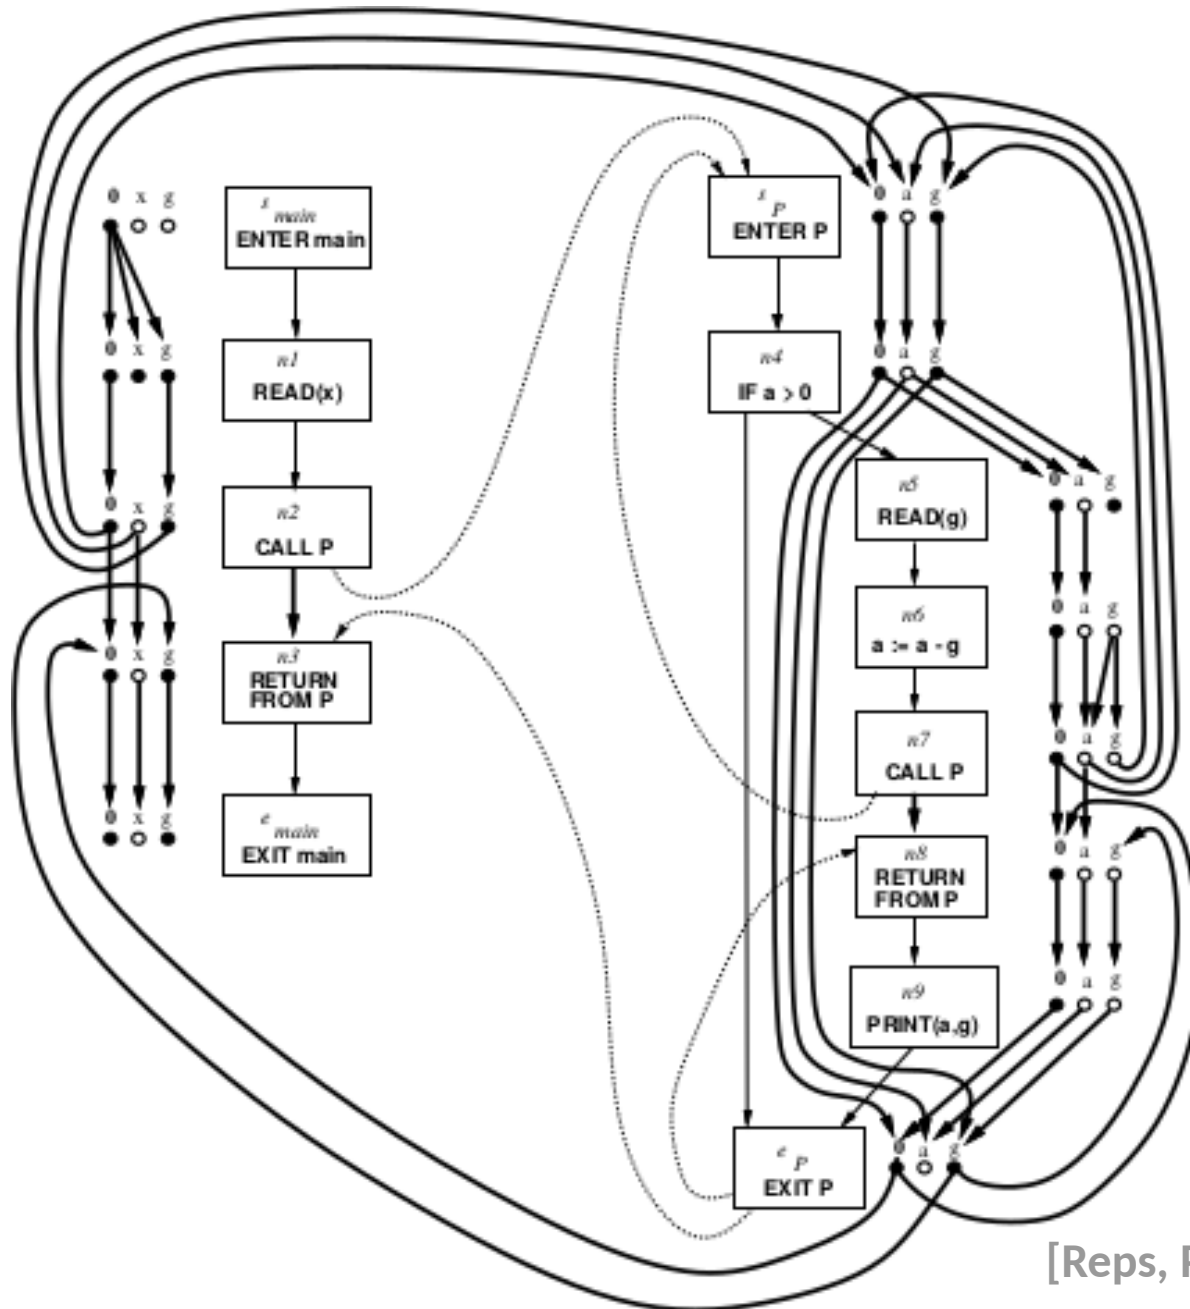 0 x g
s main
ENTER main
0 x g
n1
READ(x)
0 x g
n2
CALL P
0 x g
n3
RETURN
FROM P
0 x g
e main
EXIT main
s P
ENTER P
0 a g
n4
IF a > 0
0 a g
n5
READ(g)
0 a g
n6
a := a - g
0 a g
n7
CALL P
0 a g
n8
RETURN
FROM P
0 a g
n9
PRINT(a,g)
0 a g
e P
EXIT P
0 a g
[Reps,